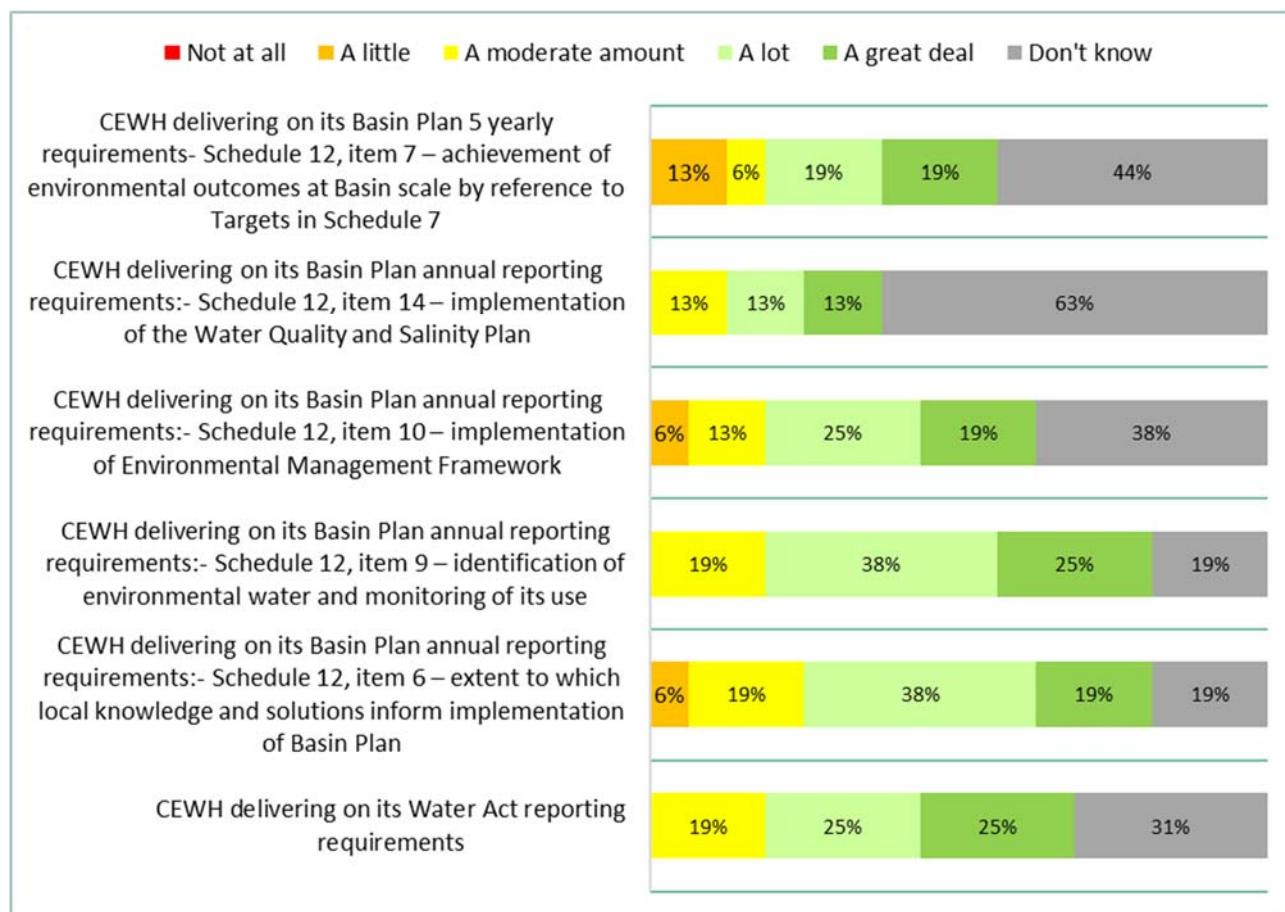 Not at all A little A moderate amount A lot A great deal Don't know
CEWH delivering on its Basin Plan 5 yearly
requirements- Schedule 12, item 7 – achievement of
environmental outcomes at Basin scale by reference to
Targets in Schedule 7
13% 6% 19% 19% 44%
CEWH delivering on its Basin Plan annual reporting
requirements:- Schedule 12, item 14 – implementation
of the Water Quality and Salinity Plan
13% 13% 13% 63%
CEWH delivering on its Basin Plan annual reporting
requirements:- Schedule 12, item 10 – implementation
of Environmental Management Framework
6% 13% 25% 19% 38%
CEWH delivering on its Basin Plan annual reporting
requirements:- Schedule 12, item 9 – identification of
environmental water and monitoring of its use
19% 38% 25% 19%
CEWH delivering on its Basin Plan annual reporting
requirements:- Schedule 12, item 6 – extent to which
local knowledge and solutions inform implementation
of Basin Plan
6% 19% 38% 19% 19%
CEWH delivering on its Water Act reporting
requirements
19% 25% 25% 31%